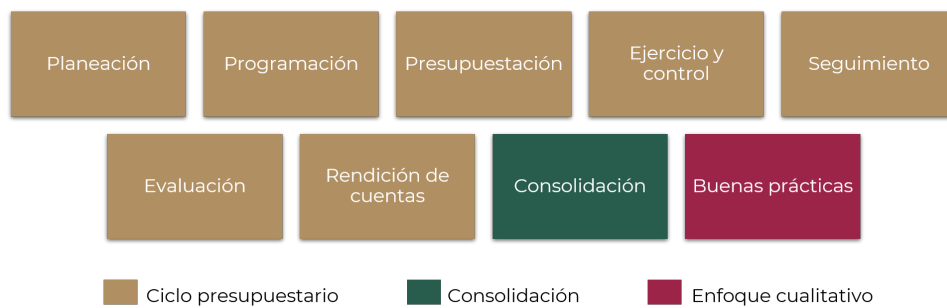 Planeación
Programación
Presupuestación
Ejercicio y
control
Seguimiento
Evaluación
Rendición de
cuentas
Consolidación
Buenas prácticas
Ciclo presupuestario
Consolidación
Enfoque cualitativo